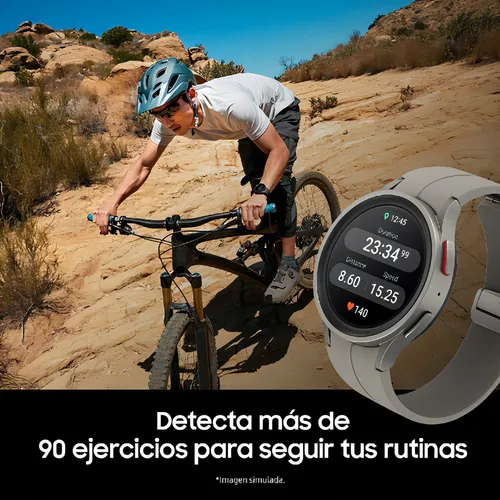 12:45
Duration
23:34 99
Distance Speed
8.60 15.25
140
Detecta más de
90 ejercicios para seguir tus rutinas
*Imagen simulada.